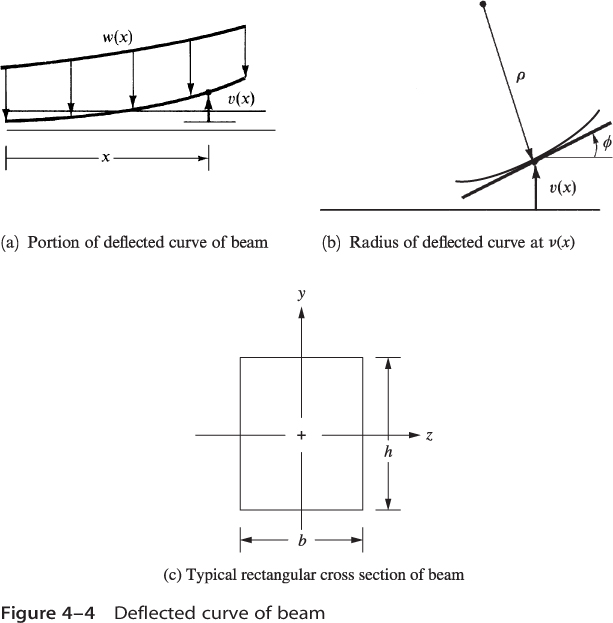 w(x)
v(x)
x
(a) Portion of deflected curve of beam
ρ
ϕ
v(x)
(b) Radius of deflected curve at v(x)
y
z
h
b
(c) Typical rectangular cross section of beam
Figure 4–4 Deflected curve of beam